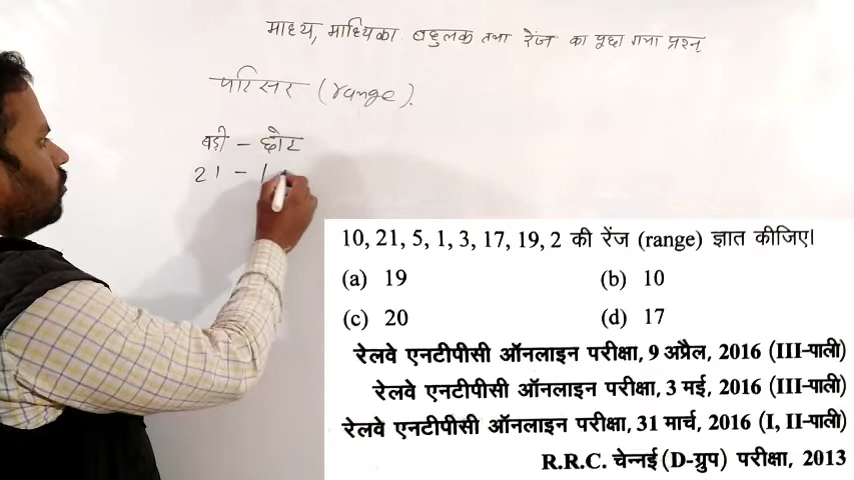 माध्य, माध्यिका बहुलक तथा रेंज का पूछा गया प्रश्न
परिसर (range).
बड़ी - छोट
21 - 1
10, 21, 5, 1, 3, 17, 19, 2 की रेंज (range) ज्ञात कीजिए।
(a) 19 (b) 10
(c) 20 (d) 17
रेलवे एनटीपीसी ऑनलाइन परीक्षा, 9 अप्रैल, 2016 (III-पाली)
रेलवे एनटीपीसी ऑनलाइन परीक्षा, 3 मई, 2016 (III-पाली)
रेलवे एनटीपीसी ऑनलाइन परीक्षा, 31 मार्च, 2016 (I, II-पाली)
R.R.C. चेन्नई (D-ग्रुप) परीक्षा, 2013